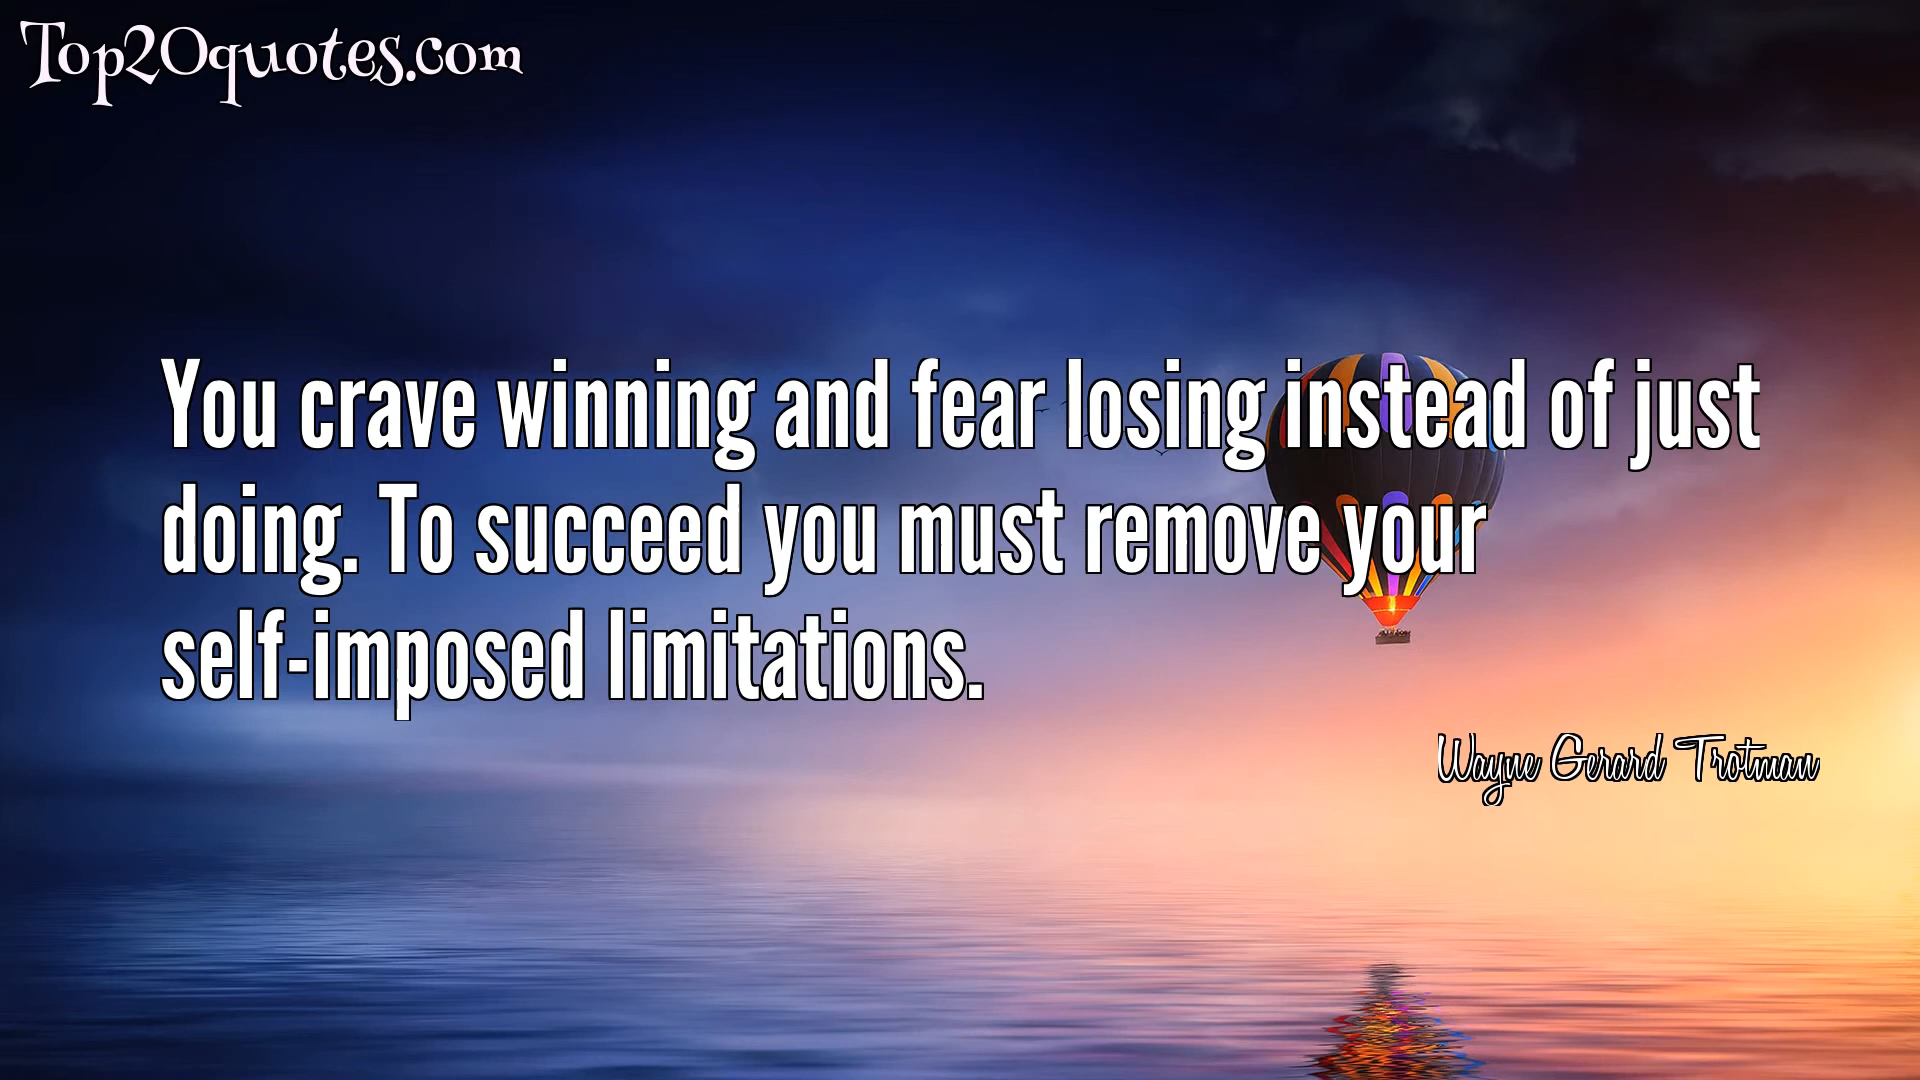 Top20quotes.com
You crave winning and fear losing instead of just
doing. To succeed you must remove your
self-imposed limitations.
Wayne Gerard Trotman